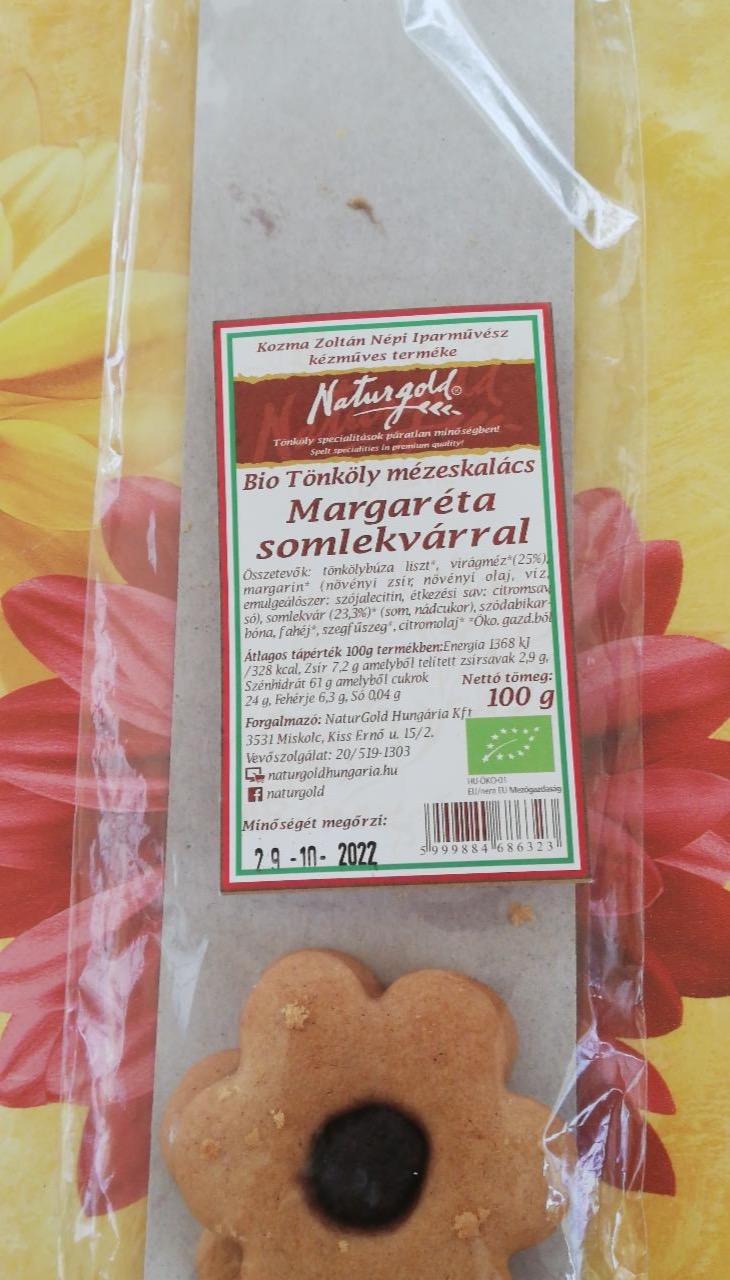 Kozma Zoltán Népi Iparművész
kézműves terméke
Naturgold®
Tönköly specialitások páratlan minőségben!
Spelt specialities in premium quality!
Bio Tönköly mézeskalács
Margaréta
somlekvárral
Összetevők: tönkölybúza liszt*, virágméz*(25%),
margarin* (növényi zsír, növényi olaj, víz,
emulgeálószer: szójalecitin, étkezési sav: citromsav,
só), somlekvár (23,3%)* (som, nádcukor), szódabikar-
bóna, fahéj*, szegfűszeg*, citromolaj* *Öko. gazd.ból
Átlagos tápérték 100g termékben:Energia 1368 kJ
/328 kcal, Zsír 7,2 g amelyből telített zsírsavak 2,9 g,
Szénhidrát 61 g amelyből cukrok
24 g, Fehérje 6,3 g, Só 0,04 g
Nettó tömeg:
100 g
Forgalmazó: NaturGold Hungária Kft
3531 Miskolc, Kiss Ernő u. 15/2.
Vevőszolgálat: 20/519-1303
naturgoldhungaria.hu
naturgold
HU-ÖKO-01
EU/nem EU Mezőgazdaság
Minőségét megőrzi:
29-10-2022
5999884686323